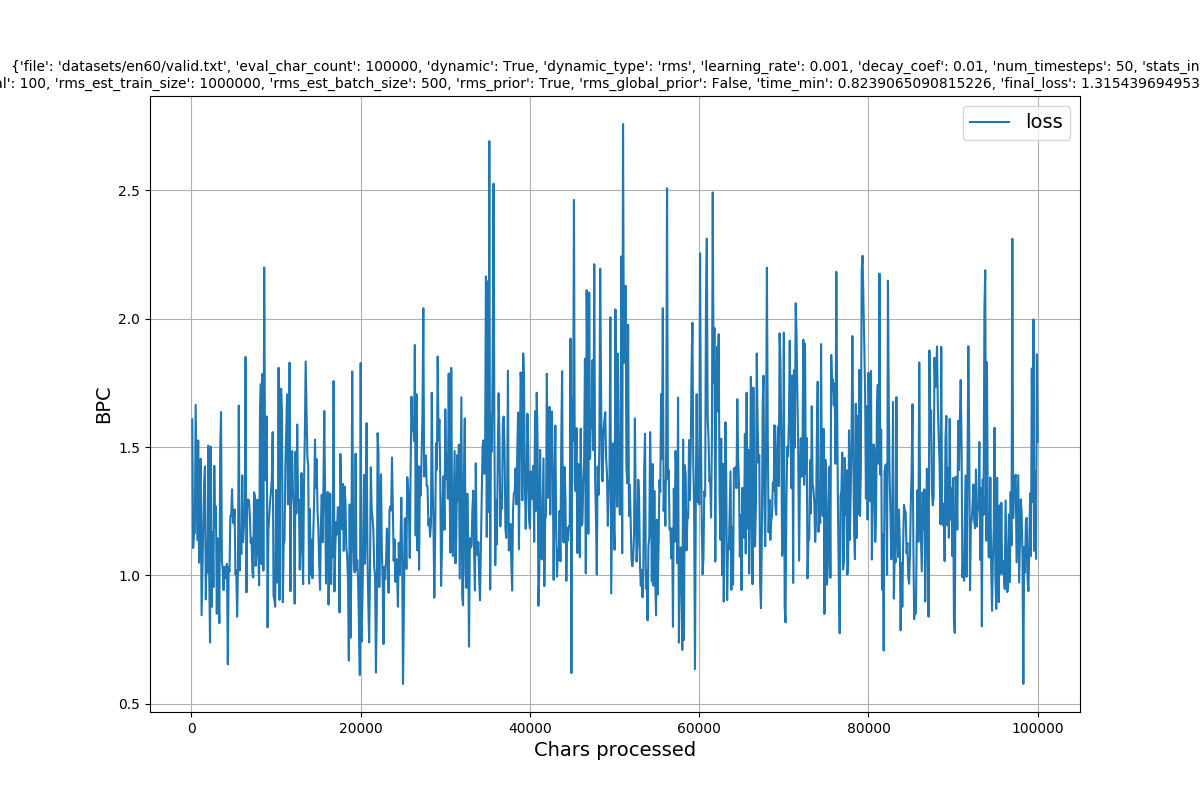 {'file': 'datasets/en60/valid.txt', 'eval_char_count': 100000, 'dynamic': True, 'dynamic_type': 'rms', 'learning_rate': 0.001, 'decay_coef': 0.01, 'num_timesteps': 50, 'stats_in
al': 100, 'rms_est_train_size': 1000000, 'rms_est_batch_size': 500, 'rms_prior': True, 'rms_global_prior': False, 'time_min': 0.8239065090815226, 'final_loss': 1.315439694953
loss
2.5
2.0
1.5
1.0
0.5
BPC
0 20000 40000 60000 80000 100000
Chars processed